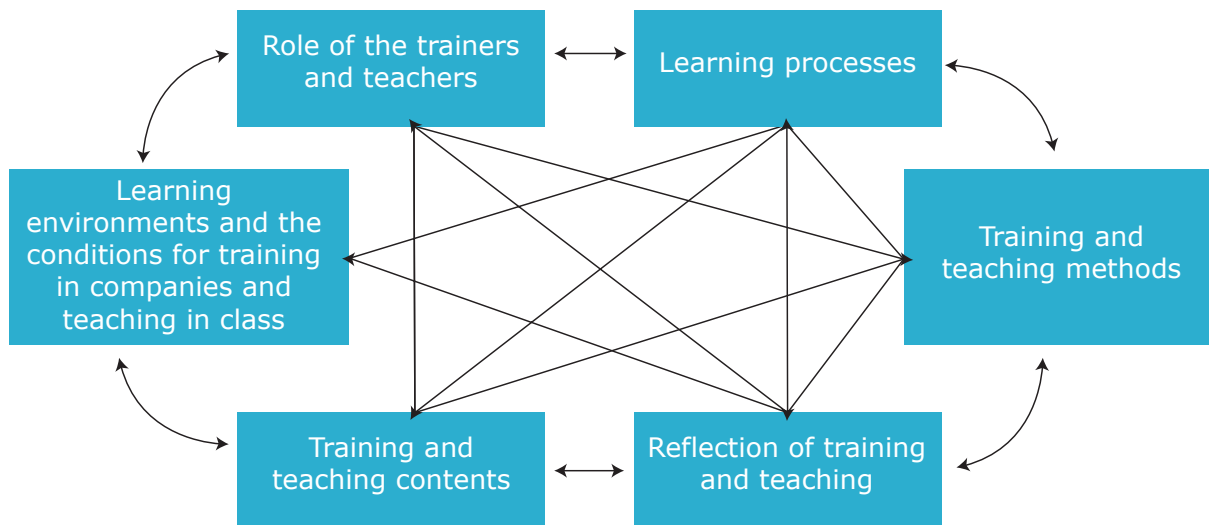 Role of the trainers
and teachers
Learning processes
Learning
environments and the
conditions for training
in companies and
teaching in class
Training and
teaching methods
Training and
teaching contents
Reflection of training
and teaching